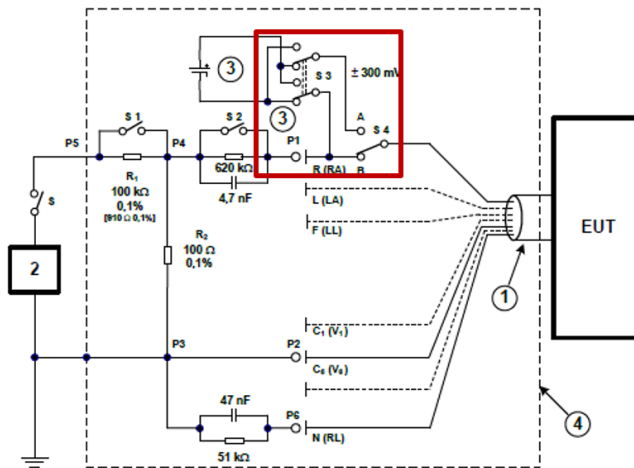 3
S 3
± 300 mV
3
S 1
S 2
A
P5
P4
P1
S 4
R (RA)
B
620 kΩ
R₁
100 kΩ
0,1%
[910 Ω 0,1%]
4,7 nF
L (LA)
S
F (LL)
EUT
R₂
100 Ω
0,1%
2
1
C₁ (V₁)
P3
P2
C₆ (V₆)
47 nF
P6
N (RL)
4
51 kΩ